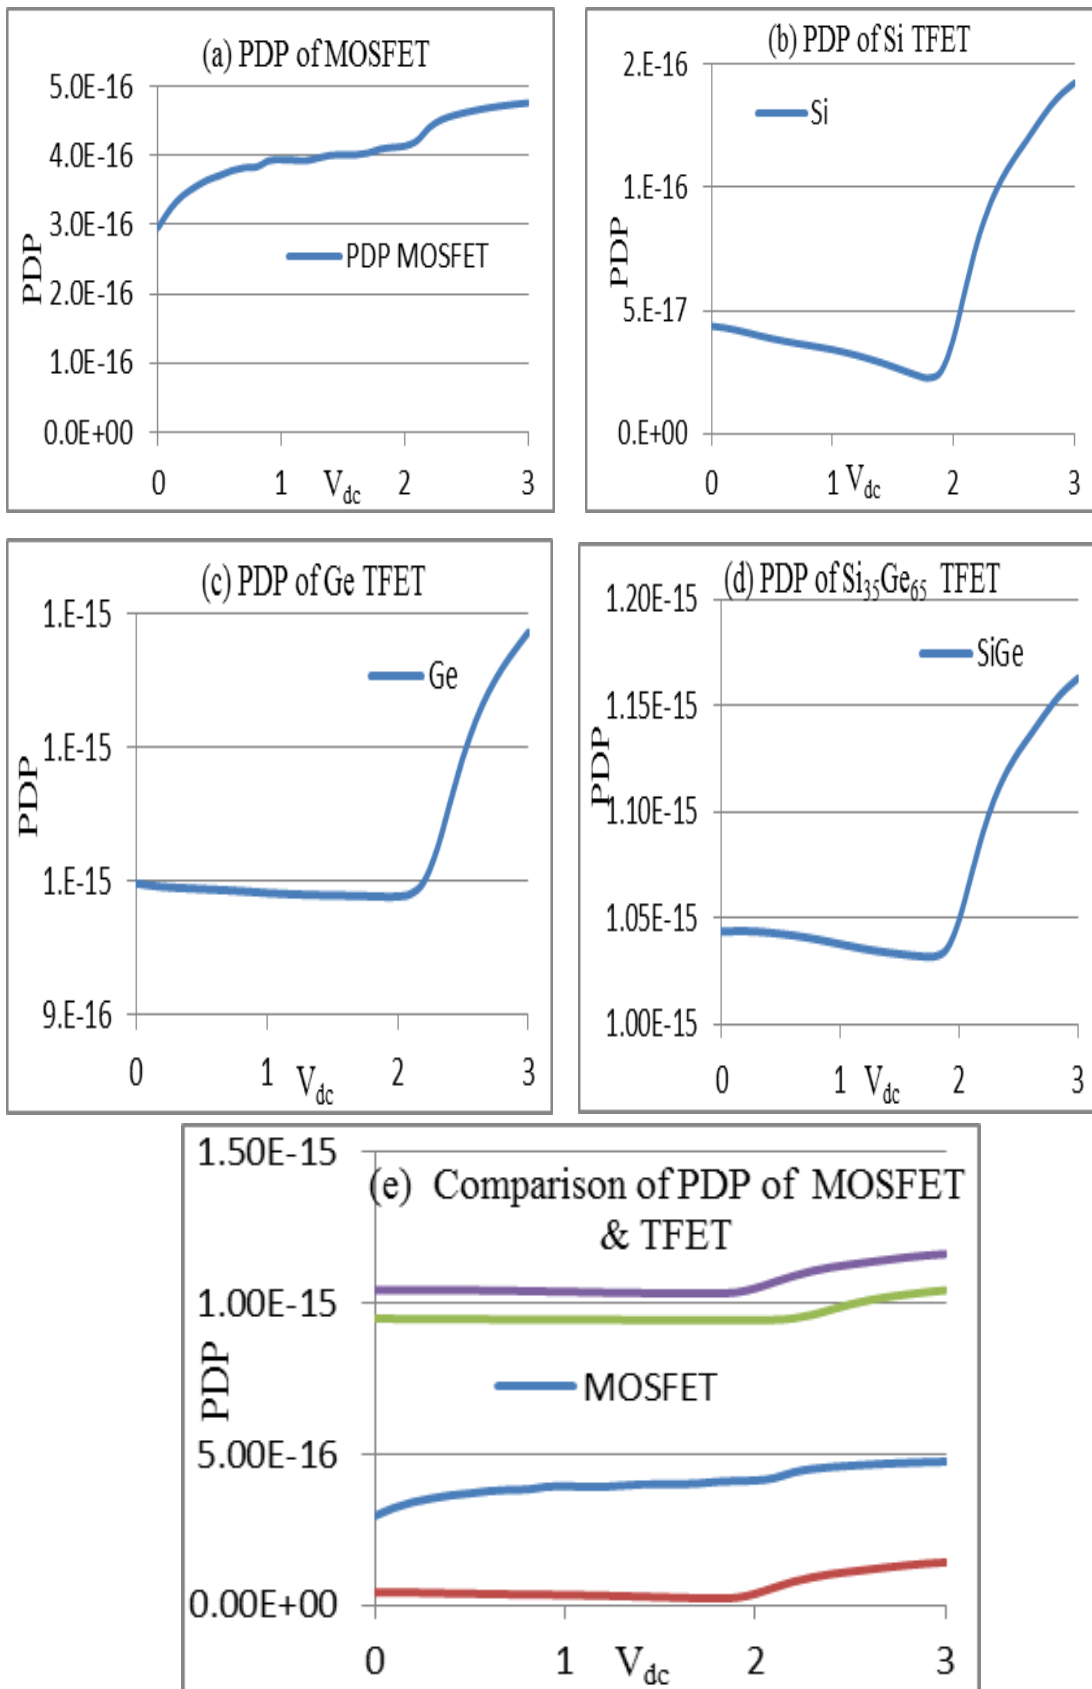 (a) PDP of MOSFET
5.0E-16
4.0E-16
3.0E-16
2.0E-16
1.0E-16
0.0E+00
PDP
PDP MOSFET
0 1 2 3
Vdc
(b) PDP of Si TFET
2.E-16
1.E-16
5.E-17
0.E+00
PDP
Si
0 1 2 3
Vdc
(c) PDP of Ge TFET
1.E-15
1.E-15
1.E-15
9.E-16
PDP
Ge
0 1 2 3
Vdc
(d) PDP of Si35Ge65 TFET
1.20E-15
1.15E-15
1.10E-15
1.05E-15
1.00E-15
PDP
SiGe
0 1 2 3
Vdc
(e) Comparison of PDP of MOSFET
& TFET
1.50E-15
1.00E-15
5.00E-16
0.00E+00
PDP
MOSFET
0 1 2 3
Vdc